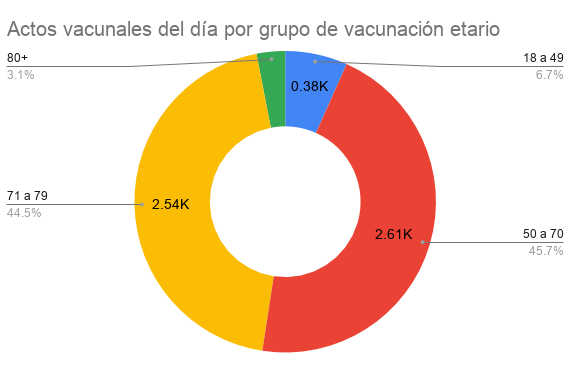 Actos vacunales del día por grupo de vacunación etario
80+
3.1%
18 a 49
6.7%
0.38K
71 a 79
44.5%
2.54K
2.61K
50 a 70
45.7%